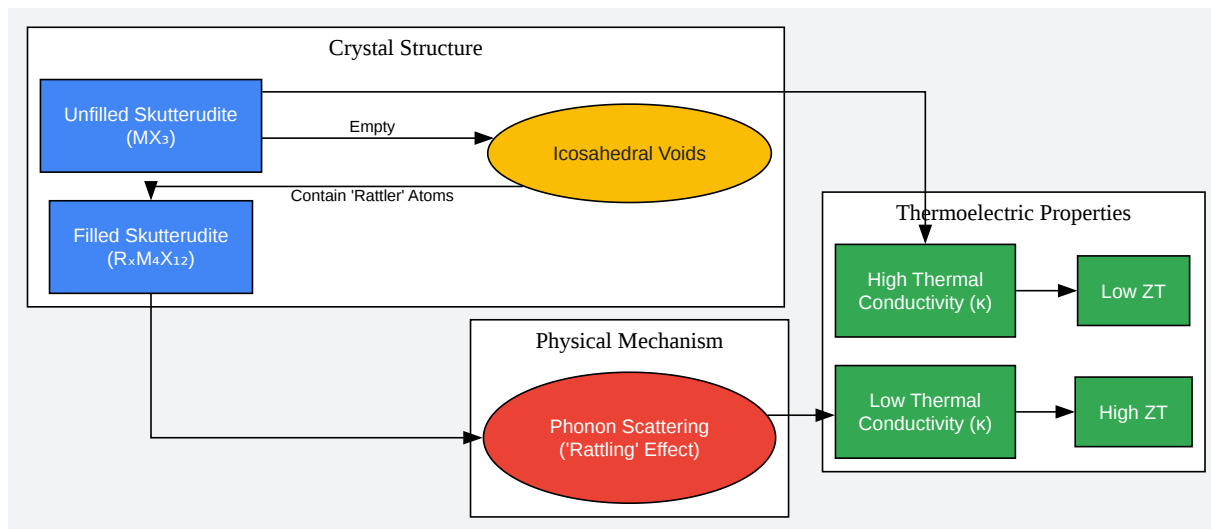 Crystal Structure
Unfilled Skutterudite
(MX₃)
Empty
Icosahedral Voids
Contain 'Rattler' Atoms
Filled Skutterudite
(RₓM₄X₁₂)
Physical Mechanism
Phonon Scattering
('Rattling' Effect)
Thermoelectric Properties
High Thermal
Conductivity (κ)
Low ZT
Low Thermal
Conductivity (κ)
High ZT